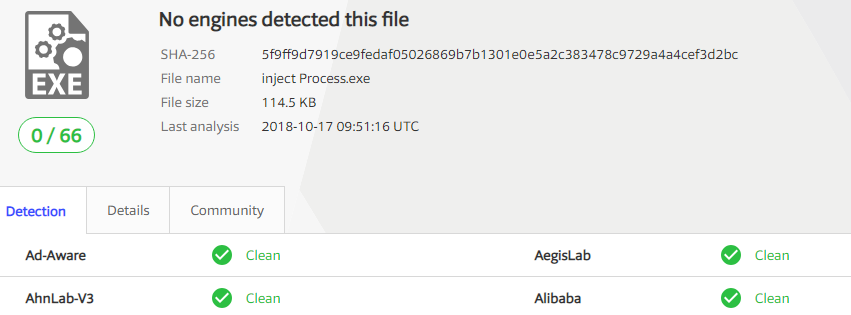 No engines detected this file
SHA-256 5f9ff9d7919ce9fedaf05026869b7b1301e0e5a2c383478c9729a4a4cef3d2bc
File name inject Process.exe
File size 114.5 KB
Last analysis 2018-10-17 09:51:16 UTC
EXE
0 / 66
Detection Details Community
Ad-Aware Clean AegisLab Clean
AhnLab-V3 Clean Alibaba Clean